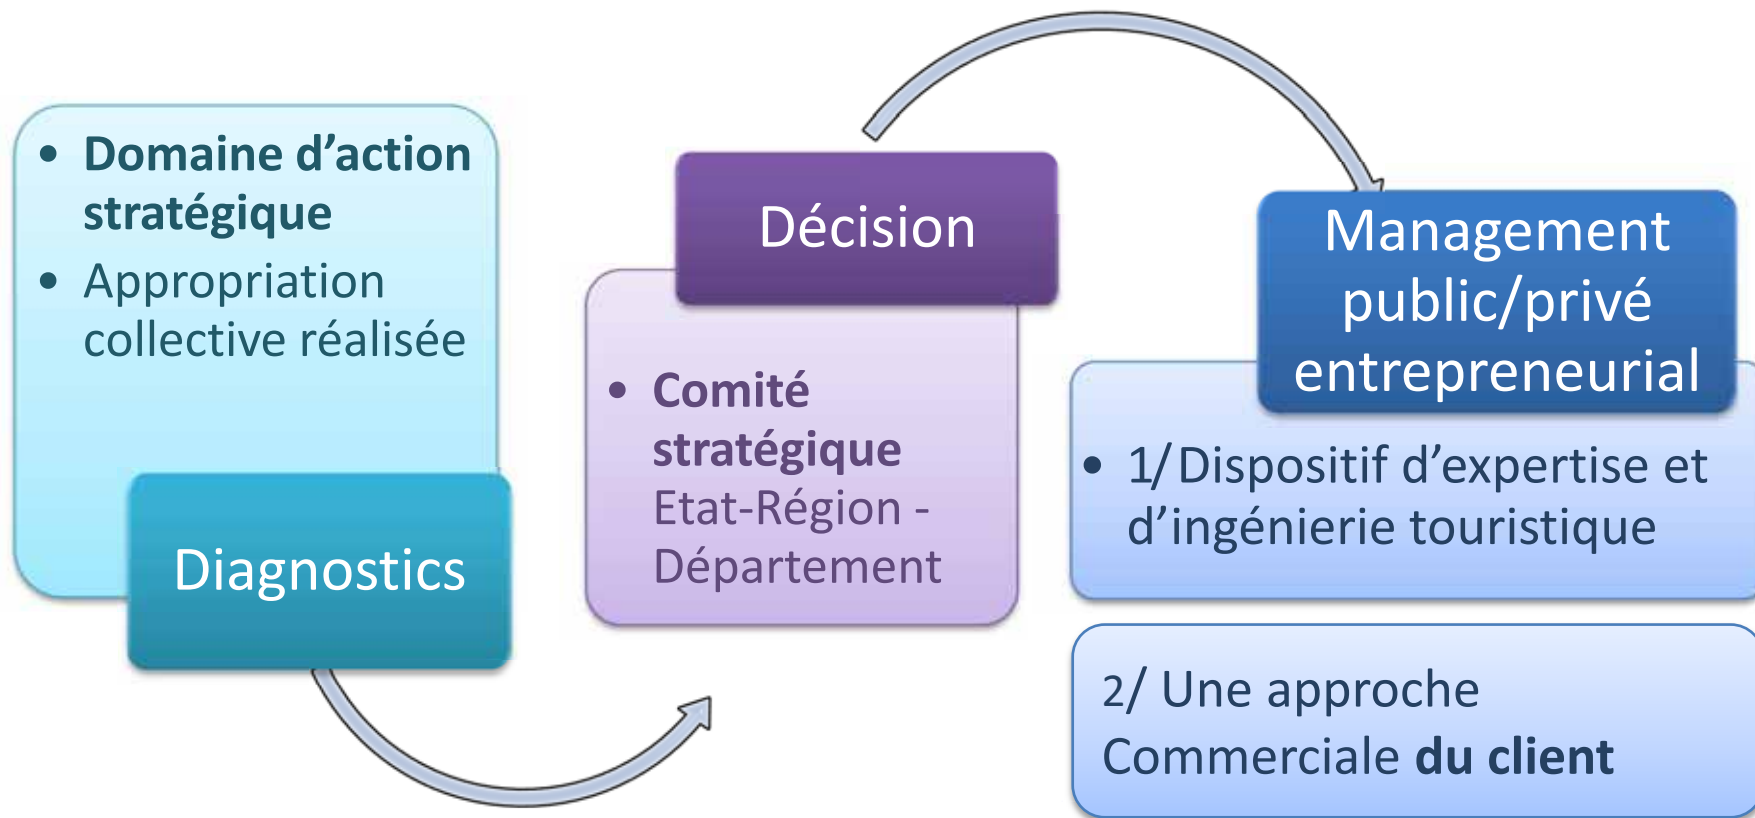 • Domaine d’action
stratégique
• Appropriation
collective réalisée
Diagnostics
Décision
• Comité
stratégique
Etat-Région -
Département
Management
public/privé
entrepreneurial
• 1/ Dispositif d’expertise et
d’ingénierie touristique
2/ Une approche
Commerciale du client